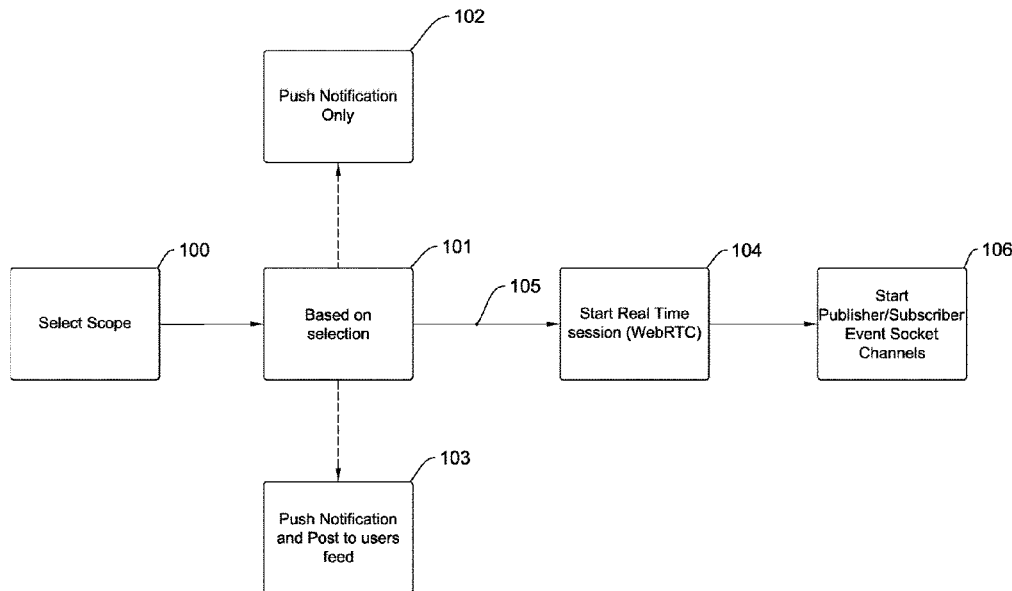 102
Push Notification
Only
100
Select Scope
101
Based on
selection
105
104
Start Real Time
session (WebRTC)
106
Start
Publisher/Subscriber
Event Socket
Channels
103
Push Notification
and Post to users
feed